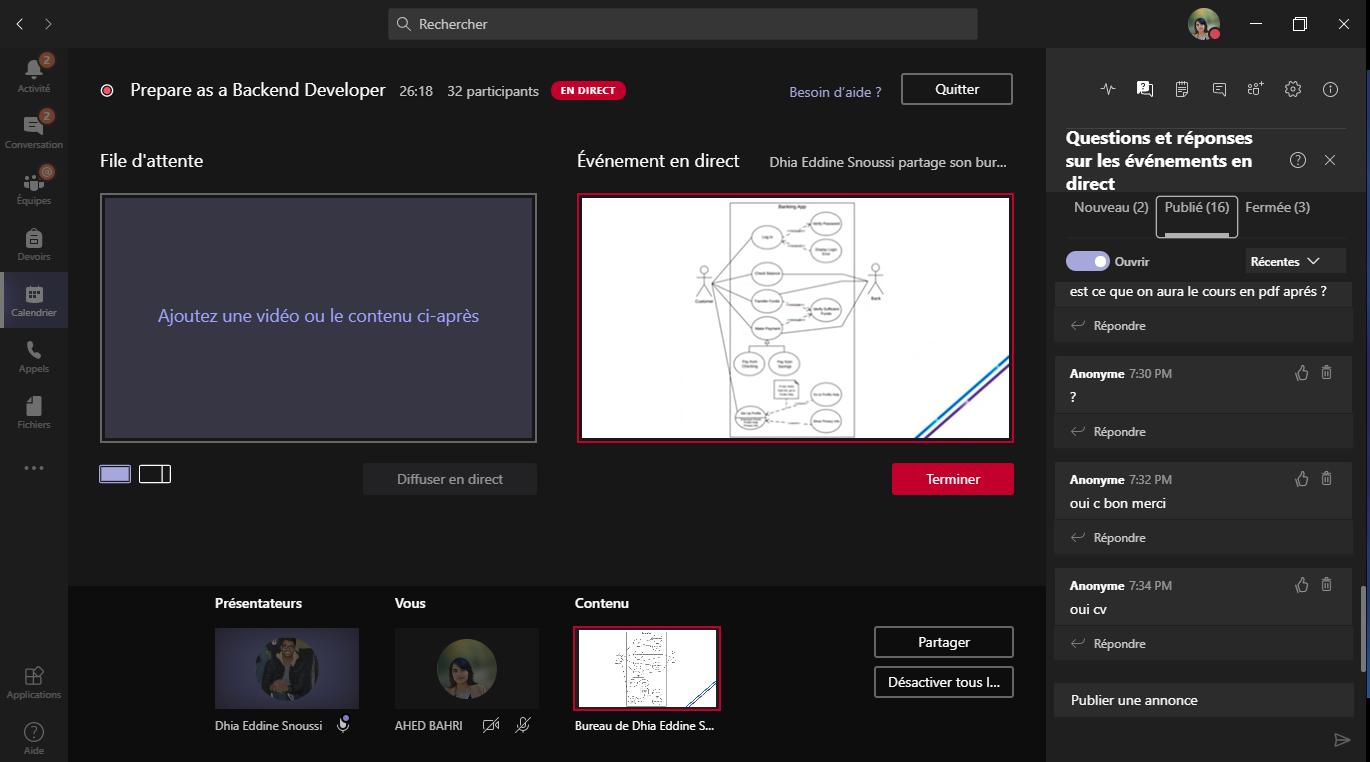 Rechercher
2
Activité
2
Conversation
@
Équipes
Devoirs
Calendrier
Appels
Fichiers
Applications
Aide
Prepare as a Backend Developer 26:18 32 participants EN DIRECT
Besoin d'aide ?
Quitter
File d'attente
Ajoutez une vidéo ou le contenu ci-après
Diffuser en direct
Événement en direct Dhia Eddine Snoussi partage son bur...
Banking App
Log In
Verify Password
Display Login
Error
Customer
Check Balance
Bank
Transfer Funds
Verify Sufficient
Funds
Make Payment
Pay from
Checking
Pay from
Savings
Terminer
Présentateurs
Dhia Eddine Snoussi
Vous
AHED BAHRI
Contenu
Bureau de Dhia Eddine S...
Partager
Désactiver tous l...
Questions et réponses
sur les événements en
direct
Nouveau (2) Publié (16) Fermée (3)
Ouvrir
Récentes
est ce que on aura le cours en pdf aprés ?
Répondre
Anonyme 7:30 PM
?
Répondre
Anonyme 7:32 PM
oui c bon merci
Répondre
Anonyme 7:34 PM
oui cv
Répondre
Publier une annonce